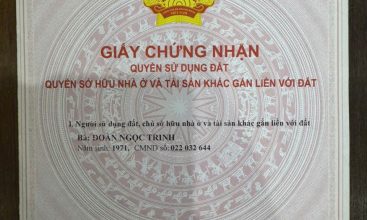 GIẤY CHỨNG NHẬN
QUYỀN SỬ DỤNG ĐẤT
QUYỀN SỞ HỮU NHÀ Ở VÀ TÀI SẢN KHÁC GẮN LIỀN VỚI ĐẤT
I. Người sử dụng đất, chủ sở hữu nhà ở và tài sản khác gắn liền với đất
Bà: ĐOÀN NGỌC TRINH
Năm sinh: 1971, CMND số: 022 032 644